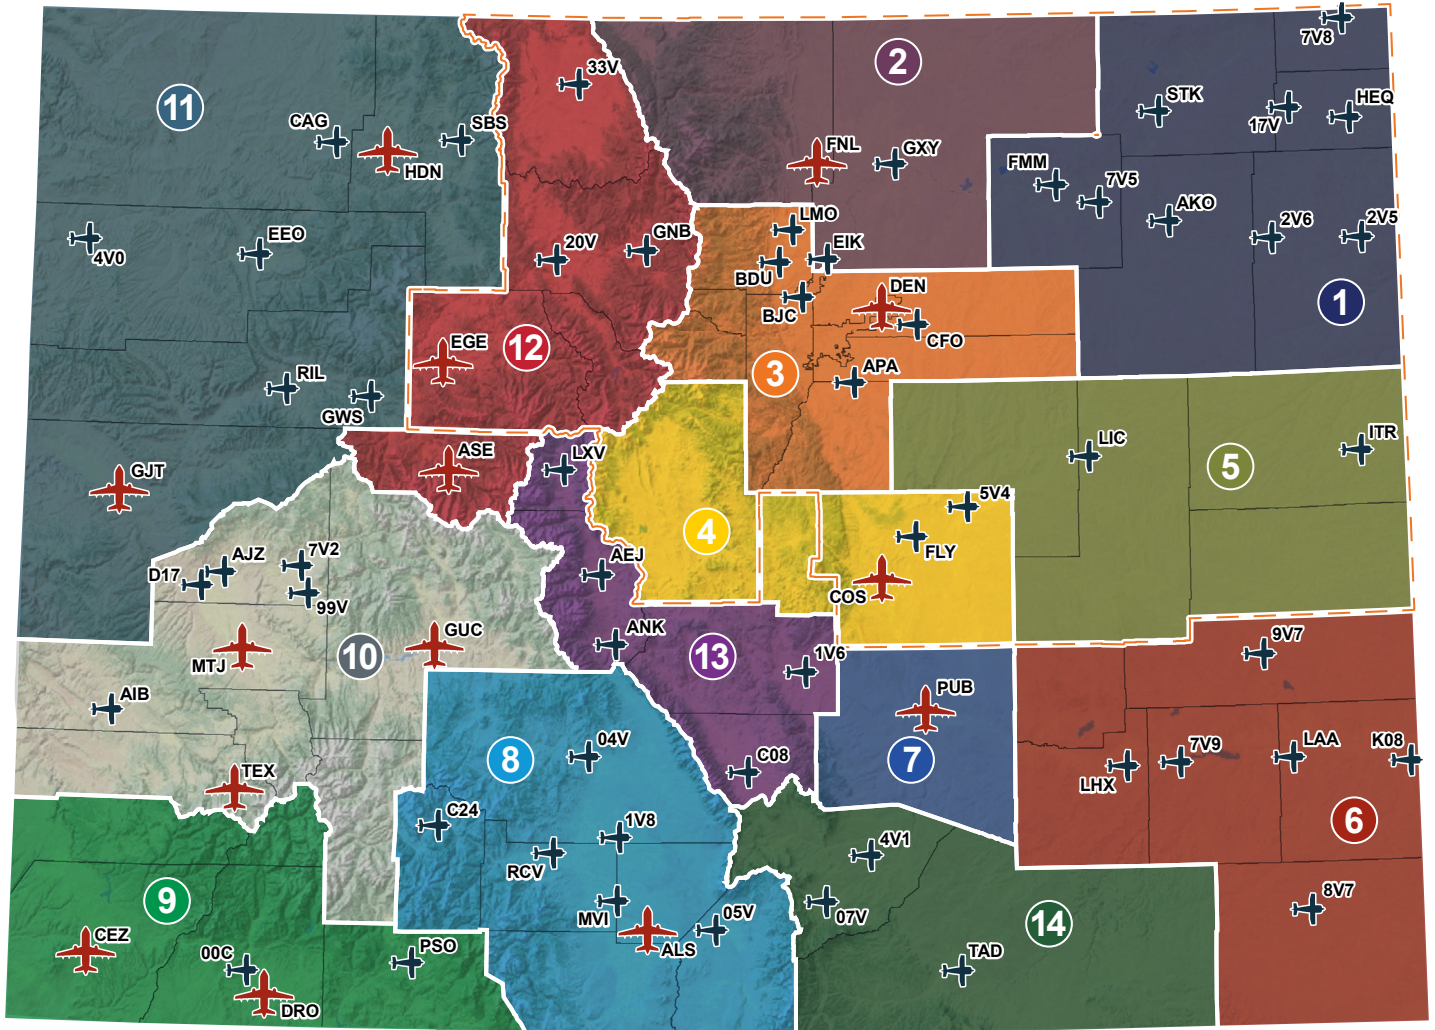 7V8
33V
2
11
STK
HEQ
17V
CAG
SBS
HDN
FNL
GXY
FMM
7V5
AKO
2V6
2V5
4V0
EEO
20V
GNB
LMO
EIK
BDU
BJC
DEN
CFO
1
EGE
12
3
APA
RIL
GWS
ASE
LXV
LIC
ITR
5
GJT
4
5V4
FLY
COS
AJZ
7V2
D17
99V
AEJ
ANK
GUC
MTJ
10
13
1V6
9V7
AIB
PUB
7
8
04V
7V9
LAA
K08
LHX
TEX
C08
C24
1V8
RCV
4V1
6
9
MVI
ALS
05V
07V
14
8V7
CEZ
00C
DRO
PSO
TAD